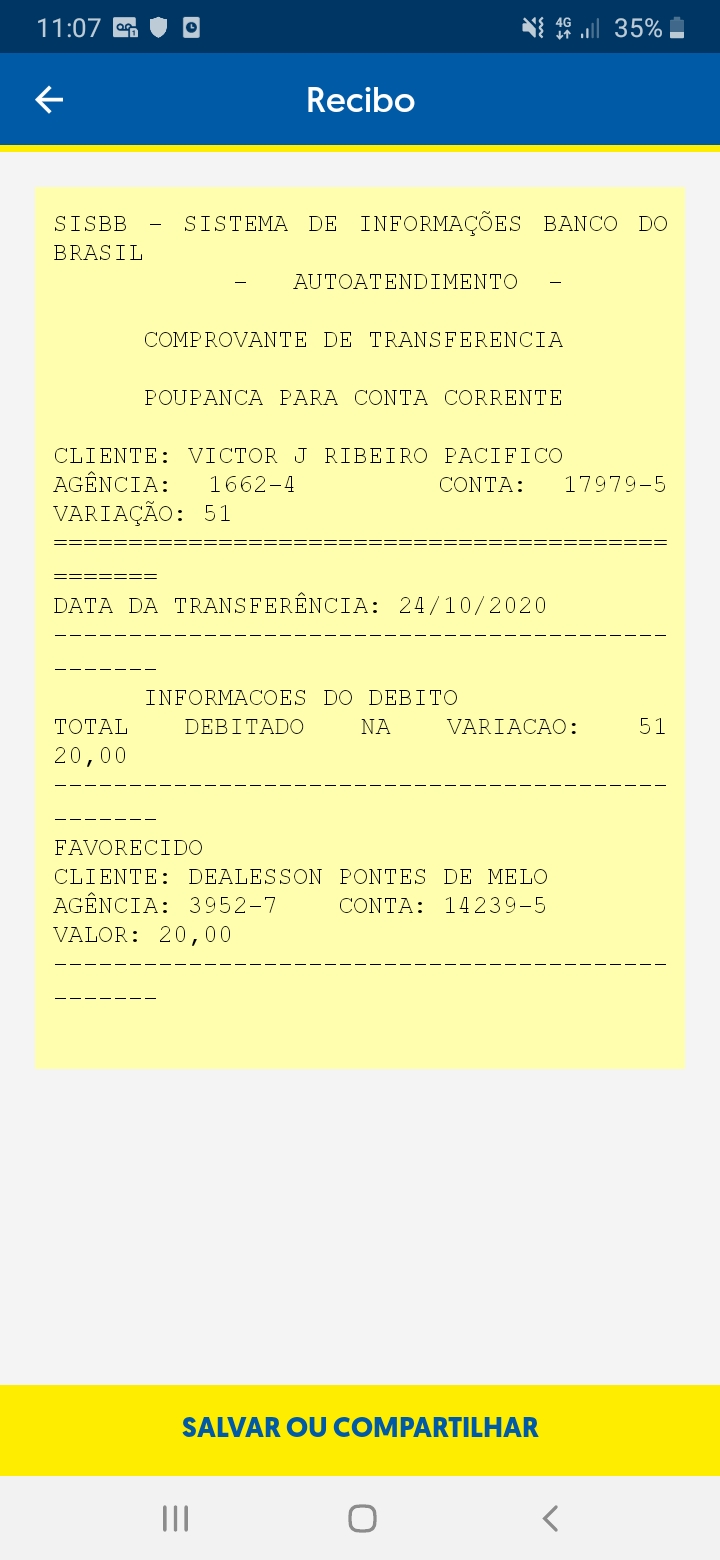 11:07 4G 35%
Recibo
SISBB - SISTEMA DE INFORMAÇÕES BANCO DO
BRASIL
- AUTOATENDIMENTO -
COMPROVANTE DE TRANSFERENCIA
POUPANCA PARA CONTA CORRENTE
CLIENTE: VICTOR J RIBEIRO PACIFICO
AGÊNCIA: 1662-4 CONTA: 17979-5
VARIAÇÃO: 51
=========================================
=======
DATA DA TRANSFERÊNCIA: 24/10/2020
-----------------------------------------
-------
INFORMACOES DO DEBITO
TOTAL DEBITADO NA VARIACAO: 51
20,00
-----------------------------------------
-------
FAVORECIDO
CLIENTE: DEALESSON PONTES DE MELO
AGÊNCIA: 3952-7 CONTA: 14239-5
VALOR: 20,00
-----------------------------------------
-------
SALVAR OU COMPARTILHAR